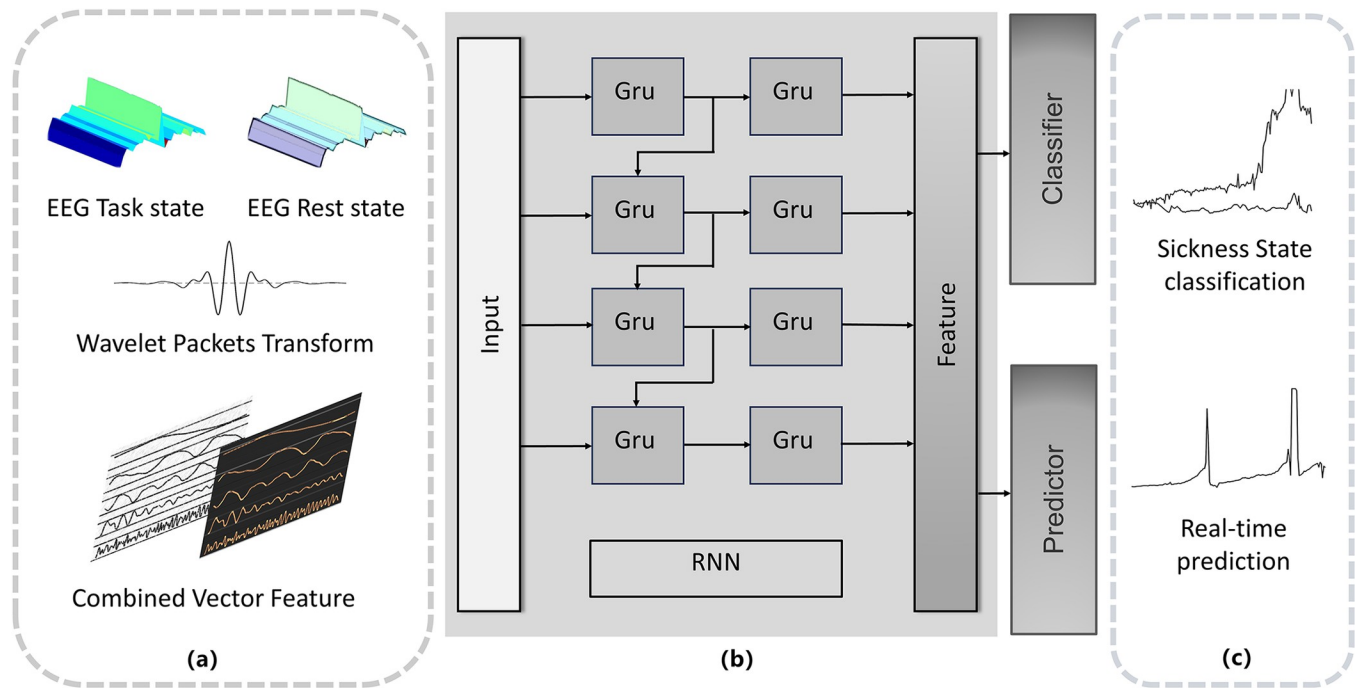 EEG Task state
EEG Rest state
Wavelet Packets Transform
Combined Vector Feature
(a)
Input
Gru
Gru
Gru
Gru
Gru
Gru
Gru
Gru
RNN
Feature
Classifier
Predictor
(b)
Sickness State
classification
Real-time
prediction
(c)